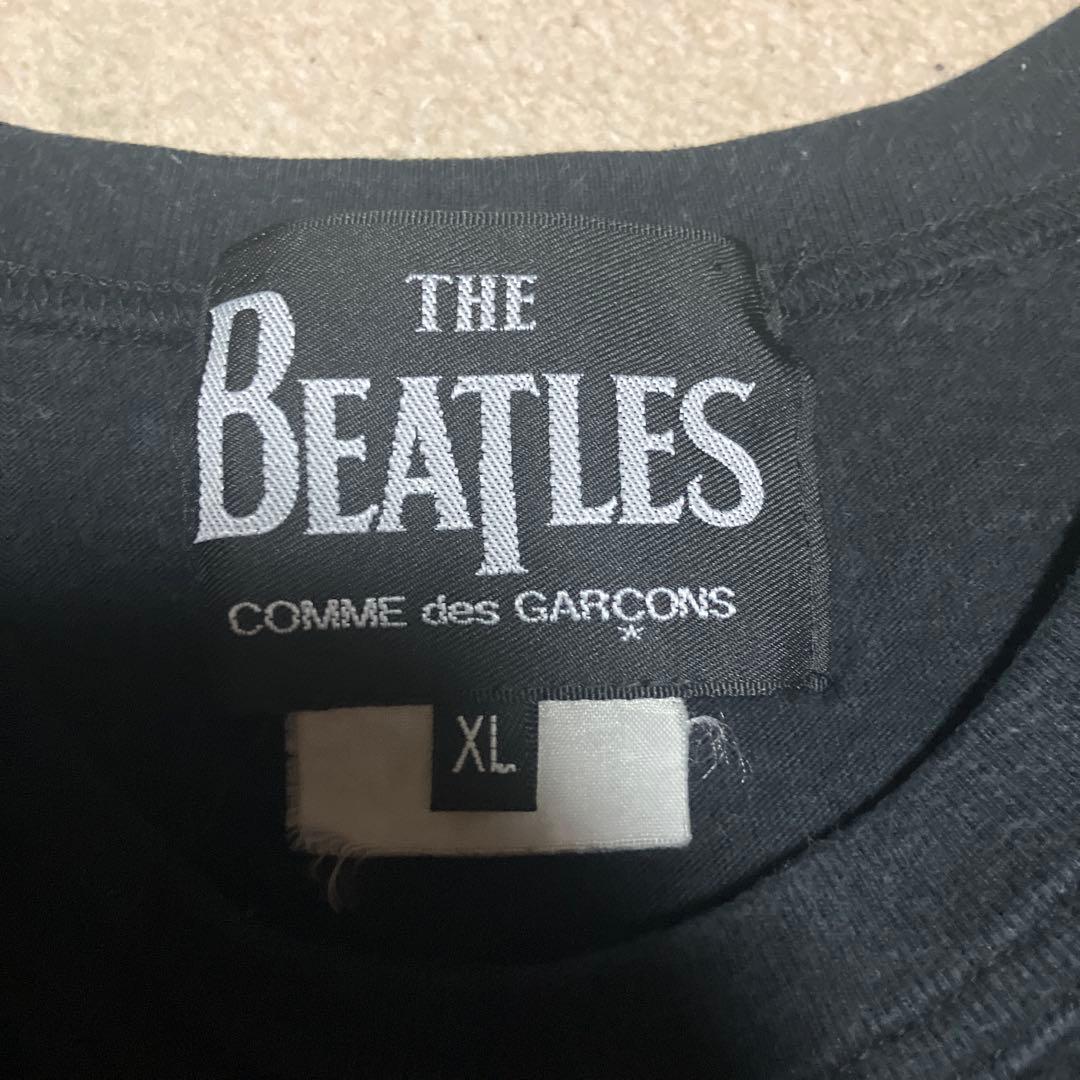 THE
BEATLES
COMME des GARÇONS
*
XL